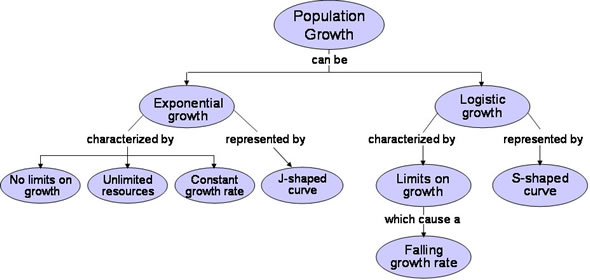 Population
Growth
can be
Exponential
growth
Logistic
growth
characterized by
represented by
characterized by
represented by
No limits on
growth
Unlimited
resources
Constant
growth rate
J-shaped
curve
Limits on
growth
S-shaped
curve
which cause a
Falling
growth rate